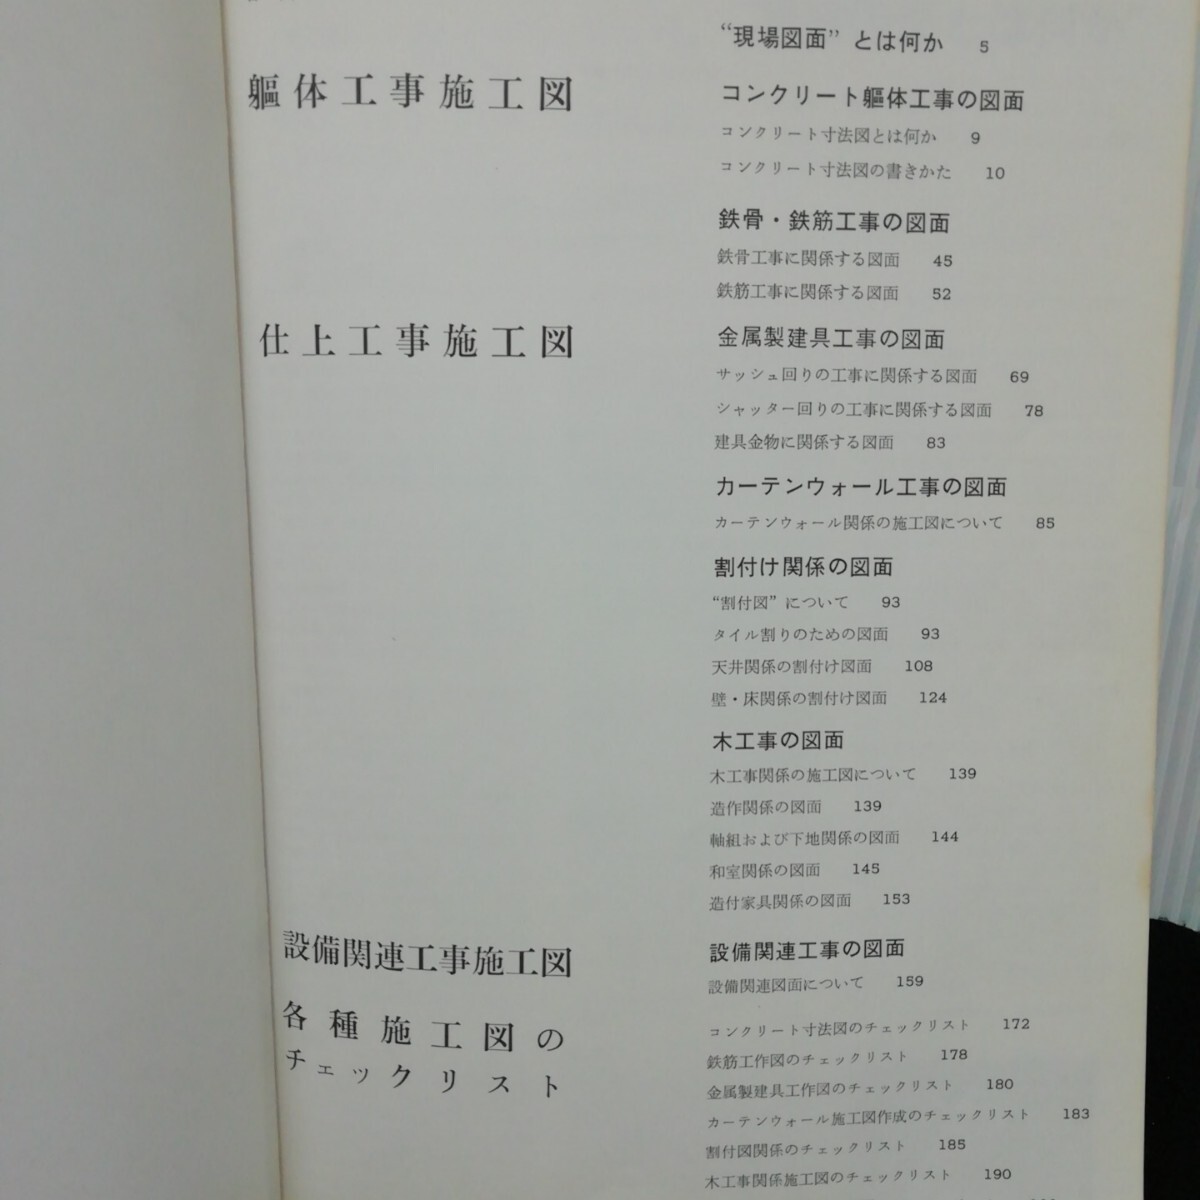 “現場図面”とは何か 5
軀体工事施工図
コンクリート軀体工事の図面
コンクリート寸法図とは何か 9
コンクリート寸法図の書きかた 10
鉄骨・鉄筋工事の図面
鉄骨工事に関係する図面 45
鉄筋工事に関係する図面 52
仕上工事施工図
金属製建具工事の図面
サッシュ回りの工事に関係する図面 69
シャッター回りの工事に関係する図面 78
建具金物に関係する図面 83
カーテンウォール工事の図面
カーテンウォール関係の施工図について 85
割付け関係の図面
“割付図”について 93
タイル割りのための図面 93
天井関係の割付け図面 108
壁・床関係の割付け図面 124
木工事の図面
木工事関係の施工図について 139
造作関係の図面 139
軸組および下地関係の図面 144
和室関係の図面 145
造付家具関係の図面 153
設備関連工事施工図
設備関連工事の図面
設備関連図面について 159
各種施工図の
チェックリスト
コンクリート寸法図のチェックリスト 172
鉄筋工作図のチェックリスト 178
金属製建具工作図のチェックリスト 180
カーテンウォール施工図作成のチェックリスト 183
割付図関係のチェックリスト 185
木工事関係施工図のチェックリスト 190